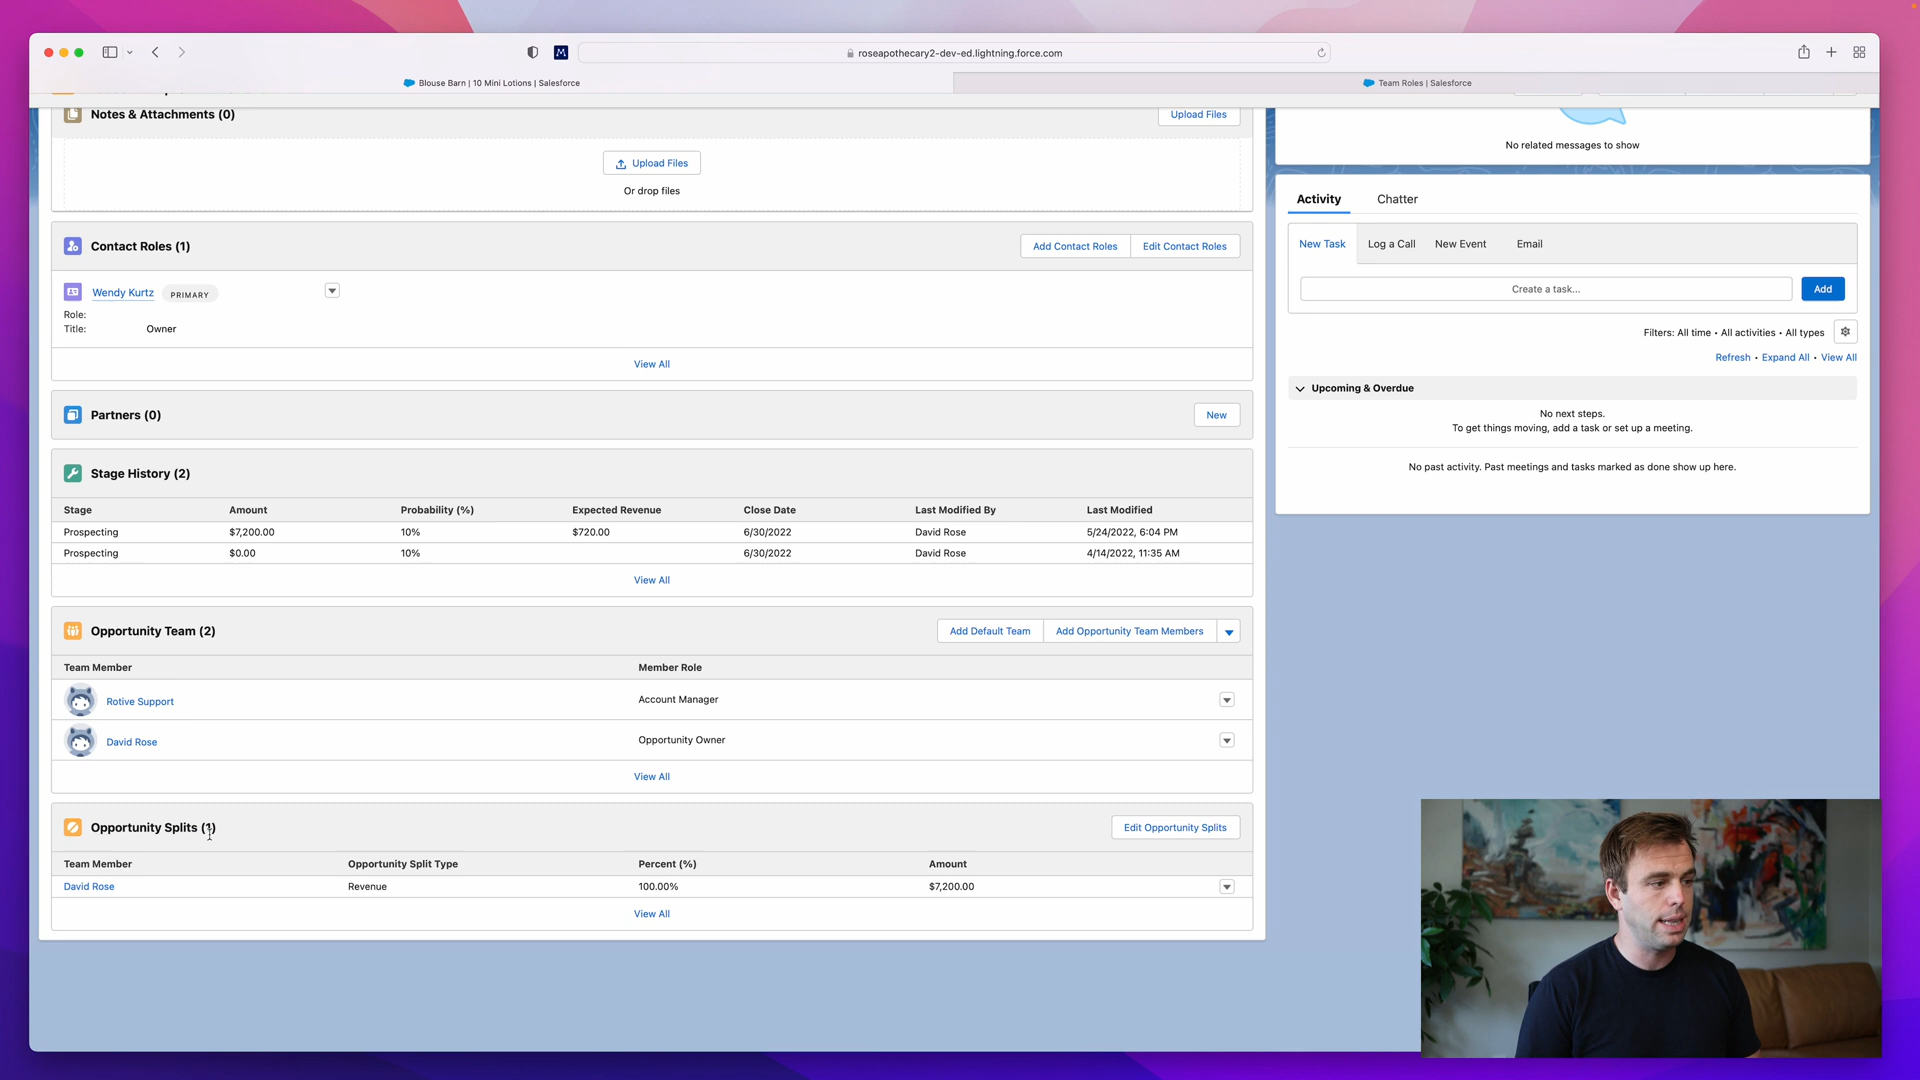 roseapothecary2-dev-ed.lightning.force.com
Blouse Barn | 10 Mini Lotions | Salesforce
Team Roles | Salesforce
Notes & Attachments (0)
Upload Files
Upload Files
Or drop files
Contact Roles (1)
Add Contact Roles
Edit Contact Roles
Wendy Kurtz
PRIMARY
Role:
Title: Owner
View All
Partners (0)
New
Stage History (2)
Stage Amount Probability (%) Expected Revenue Close Date Last Modified By Last Modified
Prospecting $7,200.00 10% $720.00 6/30/2022 David Rose 5/24/2022, 6:04 PM
Prospecting $0.00 10% 6/30/2022 David Rose 4/14/2022, 11:35 AM
View All
Opportunity Team (2)
Add Default Team
Add Opportunity Team Members
Team Member Member Role
Rotive Support Account Manager
David Rose Opportunity Owner
View All
Opportunity Splits (1)
Edit Opportunity Splits
Team Member Opportunity Split Type Percent (%) Amount
David Rose Revenue 100.00% $7,200.00
View All
No related messages to show
Activity
Chatter
New Task
Log a Call
New Event
Email
Create a task...
Add
Filters: All time • All activities • All types
Refresh • Expand All • View All
Upcoming & Overdue
No next steps.
To get things moving, add a task or set up a meeting.
No past activity. Past meetings and tasks marked as done show up here.